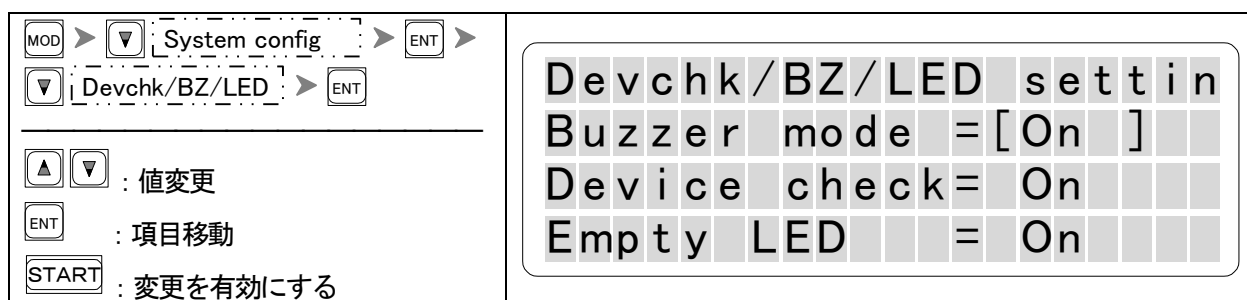 MOD ➤ ▼ System config ➤ ENT ➤
▼ Devchk/BZ/LED ➤ ENT
▲ ▼ : 値変更
ENT : 項目移動
START : 変更を有効にする
Devchk/BZ/LED settin
Buzzer mode =[On ]
Device check= On
Empty LED = On